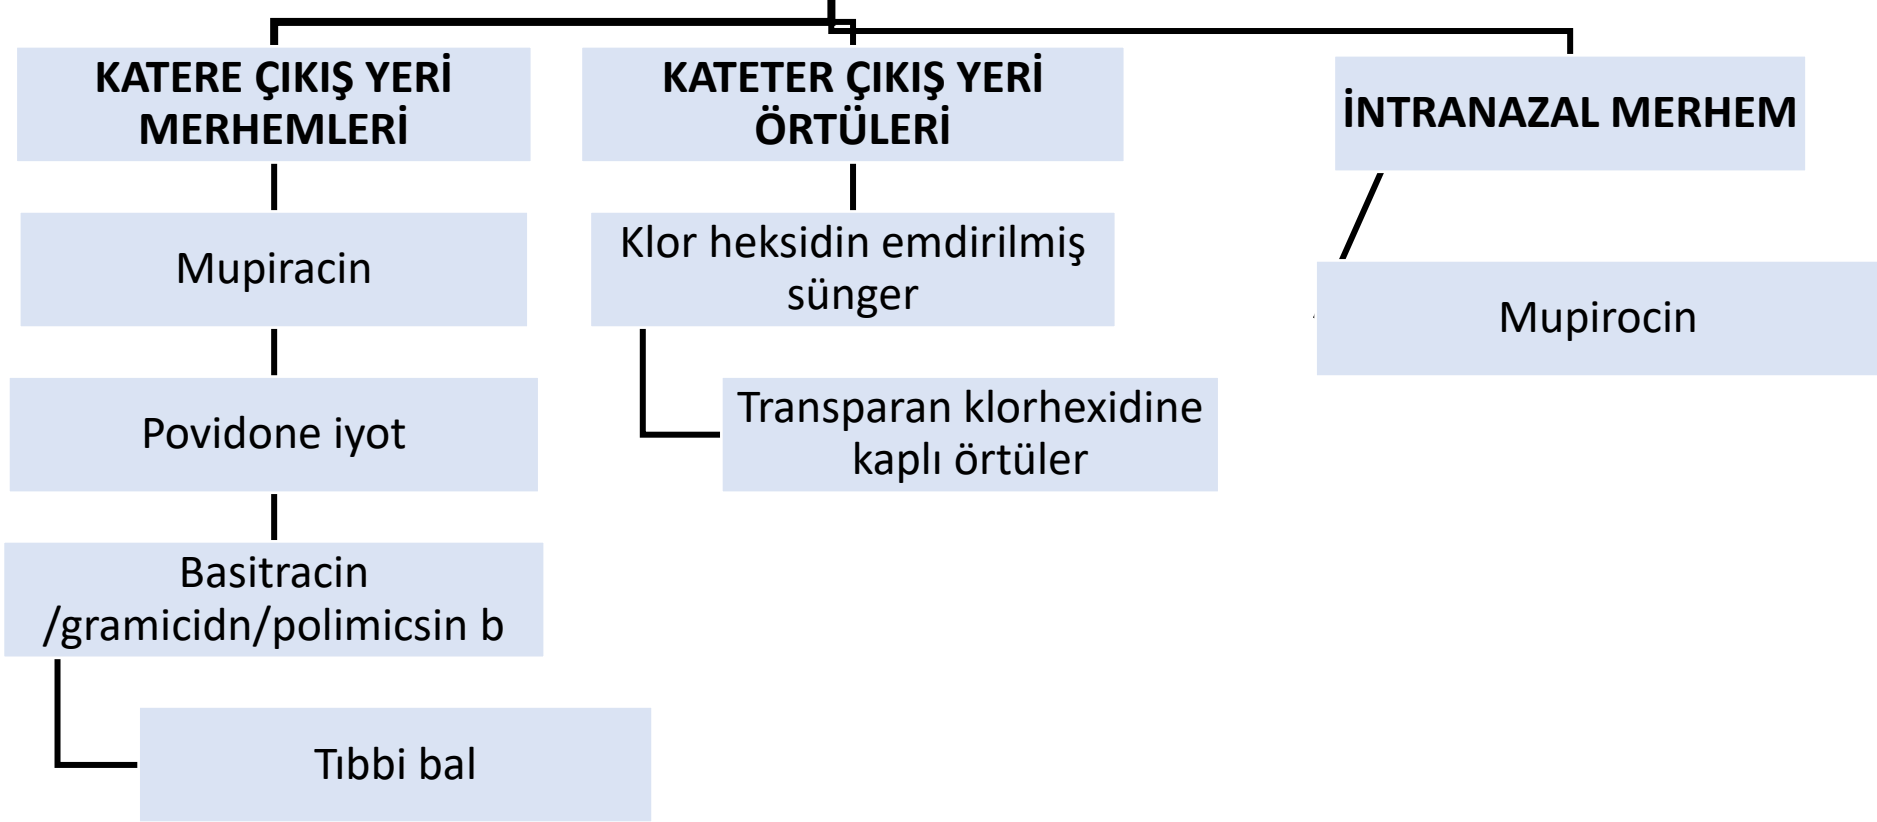 KATERE ÇIKIŞ YERİ
MERHEMLERİ
Mupiracin
Povidone iyot
Basitracin
/gramicidn/polimicsin b
Tıbbi bal
KATETER ÇIKIŞ YERİ
ÖRTÜLERİ
Klor heksidin emdirilmiş
sünger
Transparan klorhexidine
kaplı örtüler
İNTRANAZAL MERHEM
Mupirocin